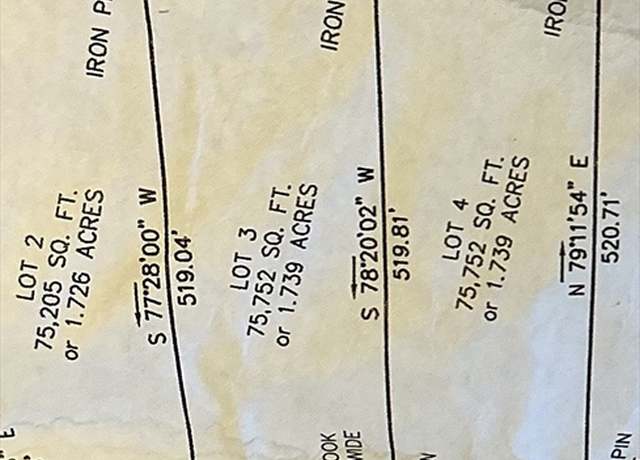 IRON P
LOT 2
75,205 SQ. FT.
or 1.726 ACRES
S 77°28'00" W
519.04'
IRON
LOT 3
75,752 SQ. FT.
or 1.739 ACRES
S 78°20'02" W
519.81'
LOT 4
75,752 SQ. FT.
or 1.739 ACRES
N 79°11'54" E
520.71'
E
OOK
WIDE
N
PIN